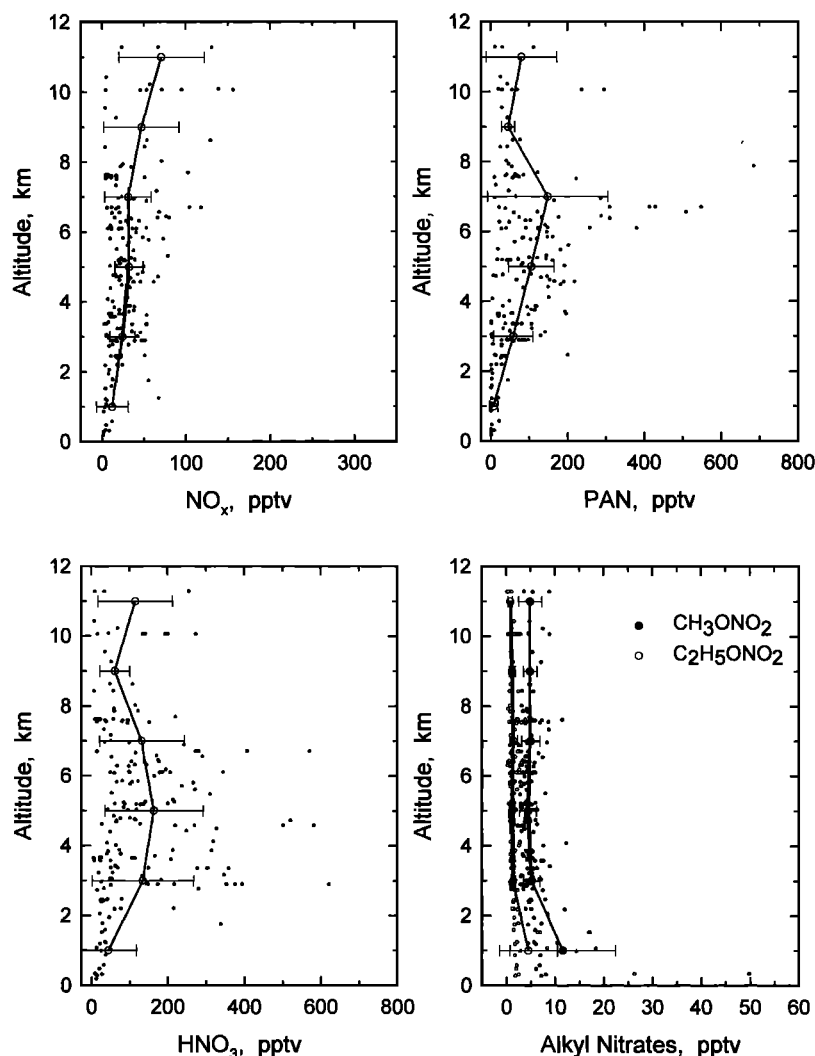 12
10
8
6
4
2
0
Altitude, km
0 100 200 300
NOₓ, pptv
12
10
8
6
4
2
0
Altitude, km
0 200 400 600 800
PAN, pptv
12
10
8
6
4
2
0
Altitude, km
0 200 400 600 800
HNO₃, pptv
12
10
8
6
4
2
0
Altitude, km
CH₃ONO₂
C₂H₅ONO₂
0 10 20 30 40 50 60
Alkyl Nitrates, pptv